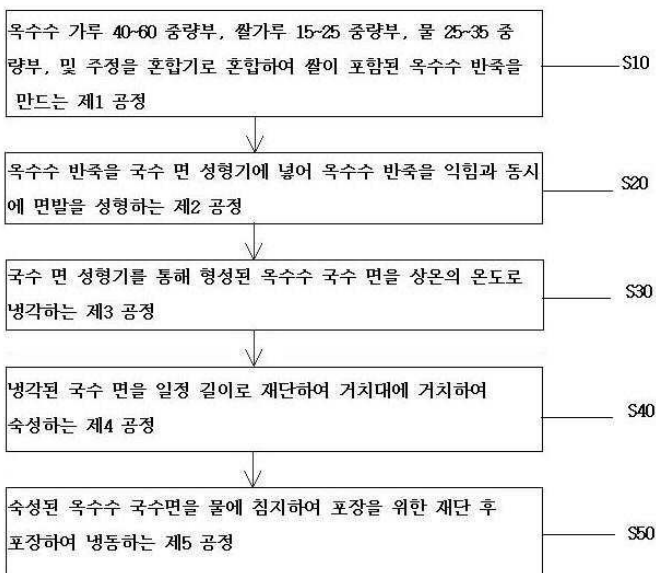 옥수수 가루 40~60 중량부, 쌀가루 15~25 중량부, 물 25~35 중
량부, 및 주정을 혼합기로 혼합하여 쌀이 포함된 옥수수 반죽을
만드는 제1 공정
S10
옥수수 반죽을 국수 면 성형기에 넣어 옥수수 반죽을 익힘과 동시
에 면발을 성형하는 제2 공정
S20
국수 면 성형기를 통해 형성된 옥수수 국수 면을 상온의 온도로
냉각하는 제3 공정
S30
냉각된 국수 면을 일정 길이로 재단하여 거치대에 거치하여
숙성하는 제4 공정
S40
숙성된 옥수수 국수면을 물에 침지하여 포장을 위한 재단 후
포장하여 냉동하는 제5 공정
S50